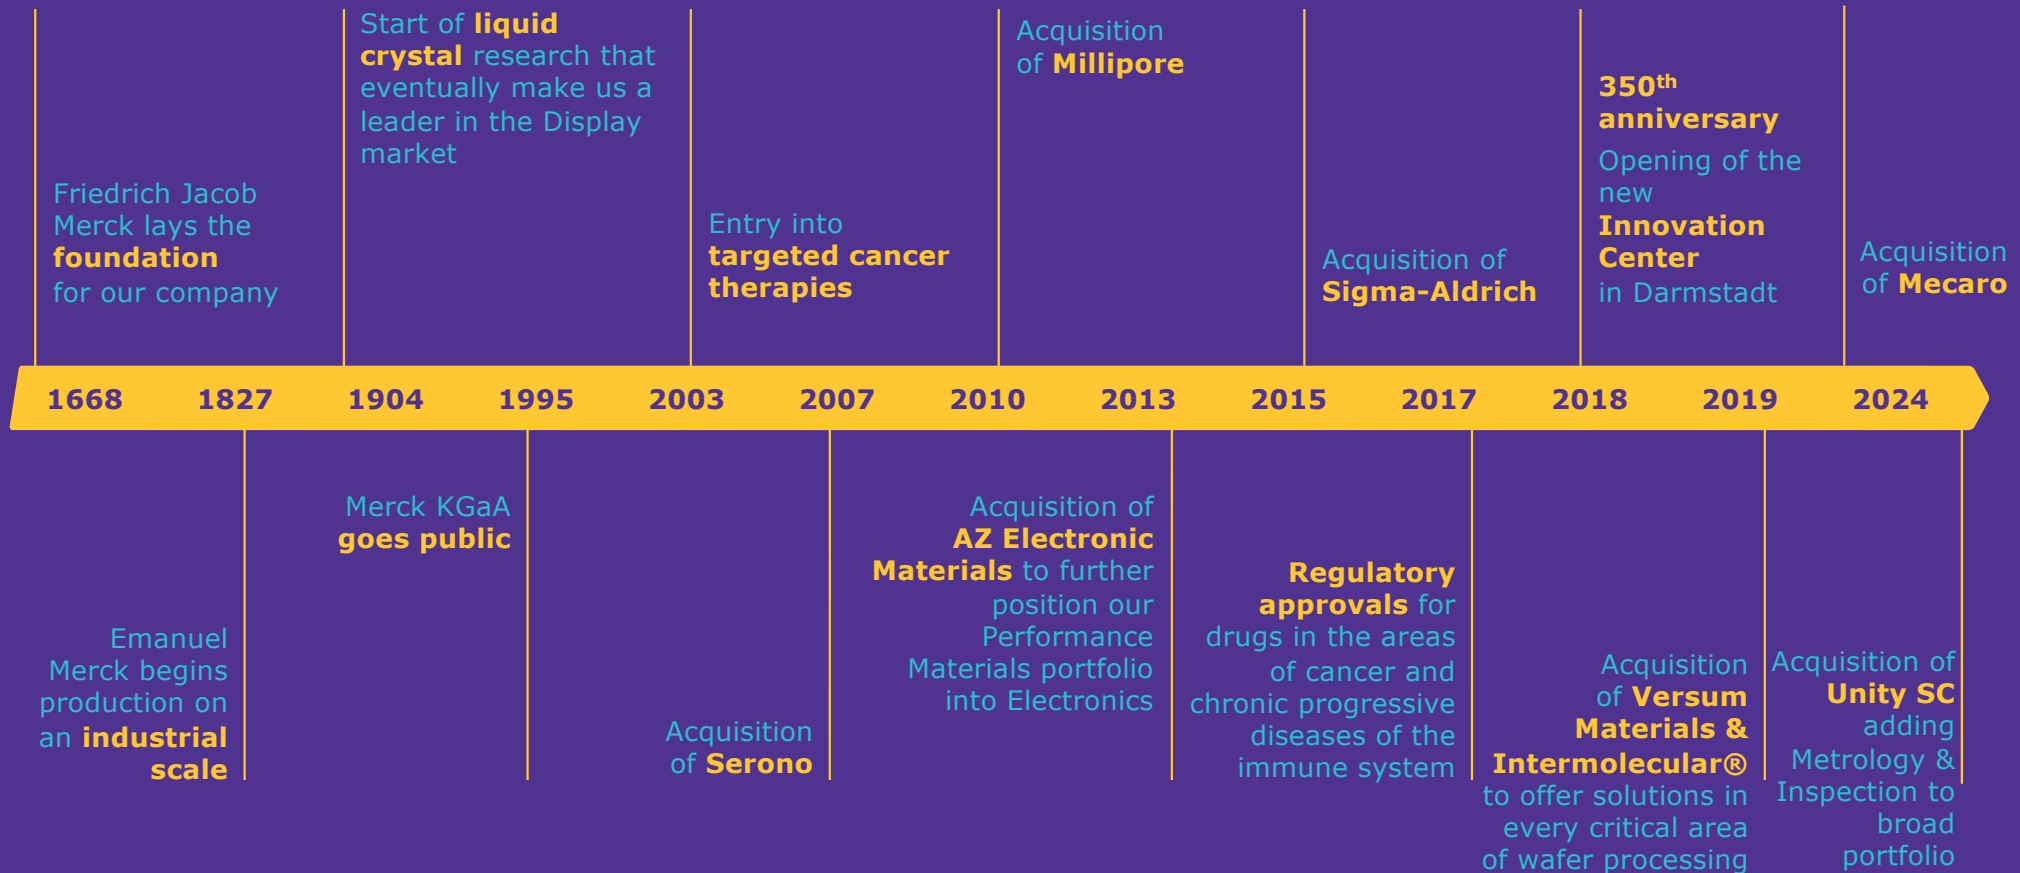 Friedrich Jacob
Merck lays the
foundation
for our company
Start of liquid
crystal research that
eventually make us a
leader in the Display
market
Entry into
targeted cancer
therapies
Acquisition
of Millipore
Acquisition of
Sigma-Aldrich
350th
anniversary
Opening of the
new
Innovation
Center
in Darmstadt
Acquisition
of Mecaro
1668 1827 1904 1995 2003 2007 2010 2013 2015 2017 2018 2019 2024
Emanuel
Merck begins
production on
an industrial
scale
Merck KGaA
goes public
Acquisition
of Serono
Acquisition of
AZ Electronic
Materials to further
position our
Performance
Materials portfolio
into Electronics
Regulatory
approvals for
drugs in the areas
of cancer and
chronic progressive
diseases of the
immune system
Acquisition
of Versum
Materials &
Intermolecular®
to offer solutions in
every critical area
of wafer processing
Acquisition of
Unity SC
adding
Metrology &
Inspection to
broad
portfolio